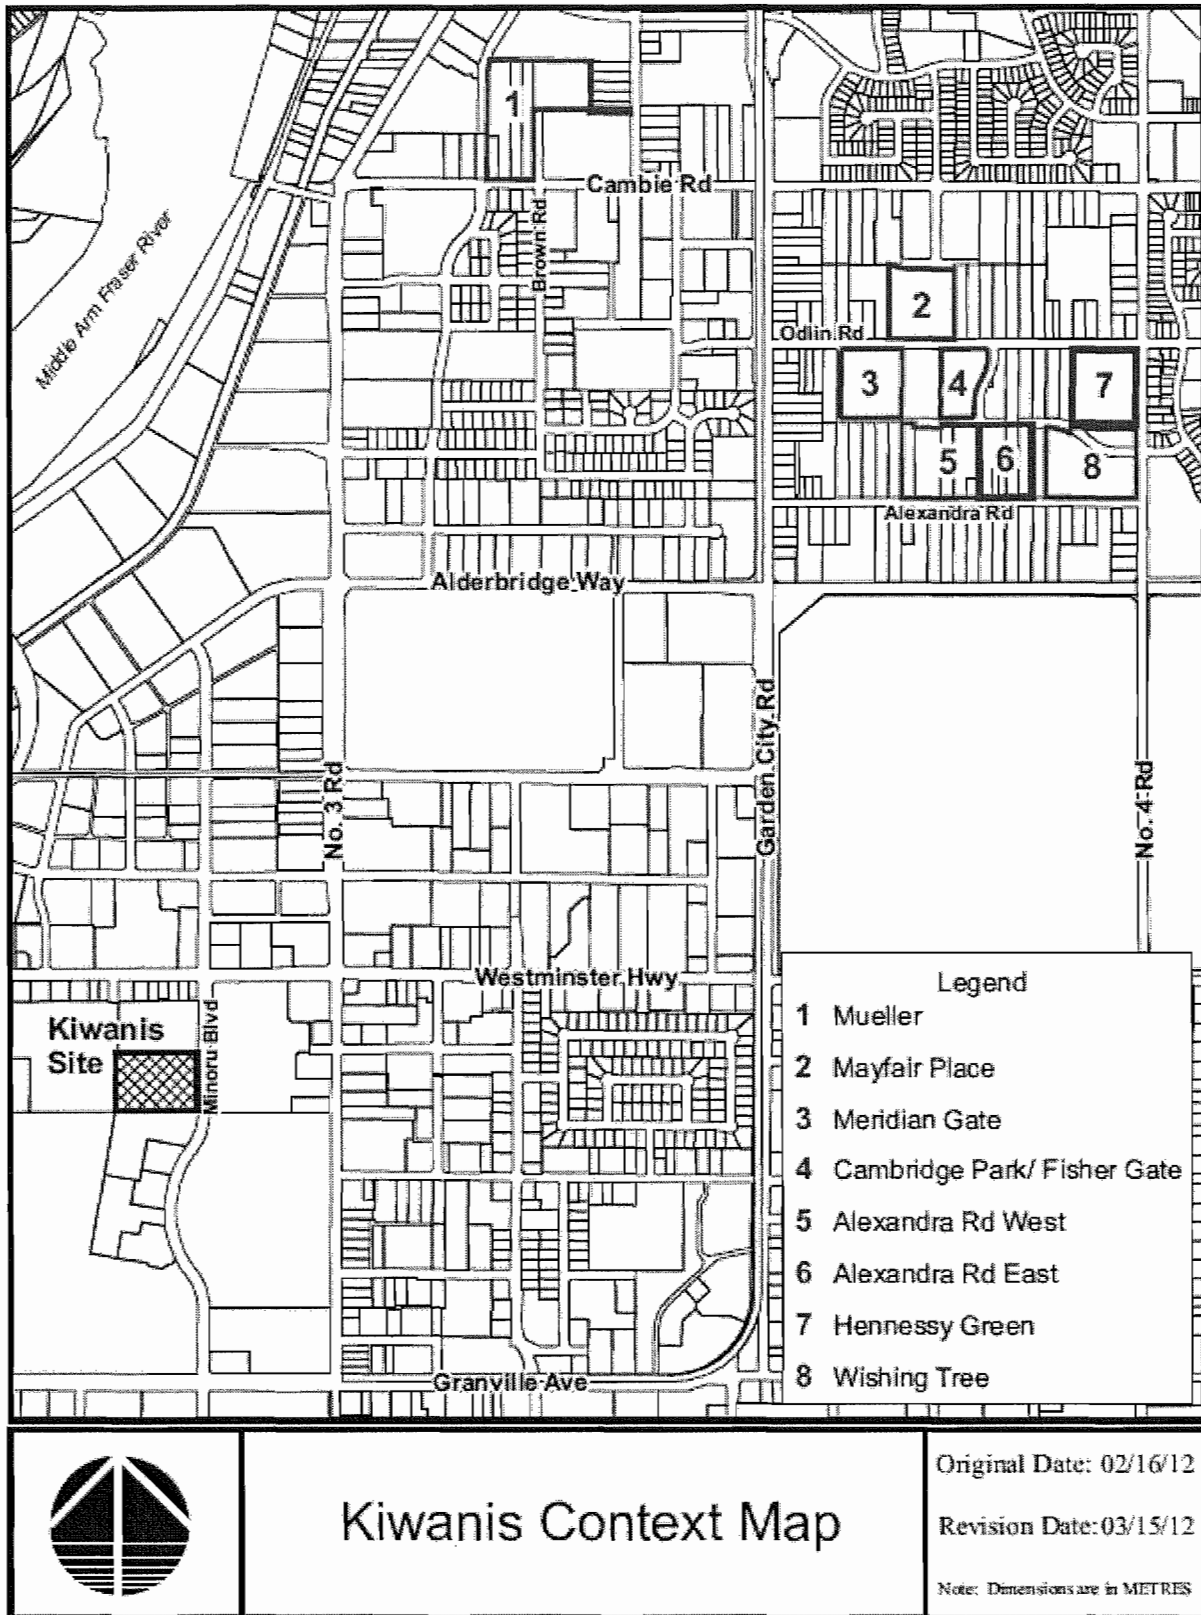 1
Cambie Rd
Brown Rd
Middle Arm Fraser River
2
Odlin Rd
3
4
7
5
6
8
Alexandra Rd
Alderbridge Way
Garden City Rd
No. 3 Rd
No. 4 Rd
Westminster Hwy
Kiwanis
Site
Minoru Blvd
Granville Ave
Legend
1 Mueller
2 Mayfair Place
3 Meridian Gate
4 Cambridge Park/ Fisher Gate
5 Alexandra Rd West
6 Alexandra Rd East
7 Hennessy Green
8 Wishing Tree
Kiwanis Context Map
Original Date: 02/16/12
Revision Date: 03/15/12
Note: Dimensions are in METRES